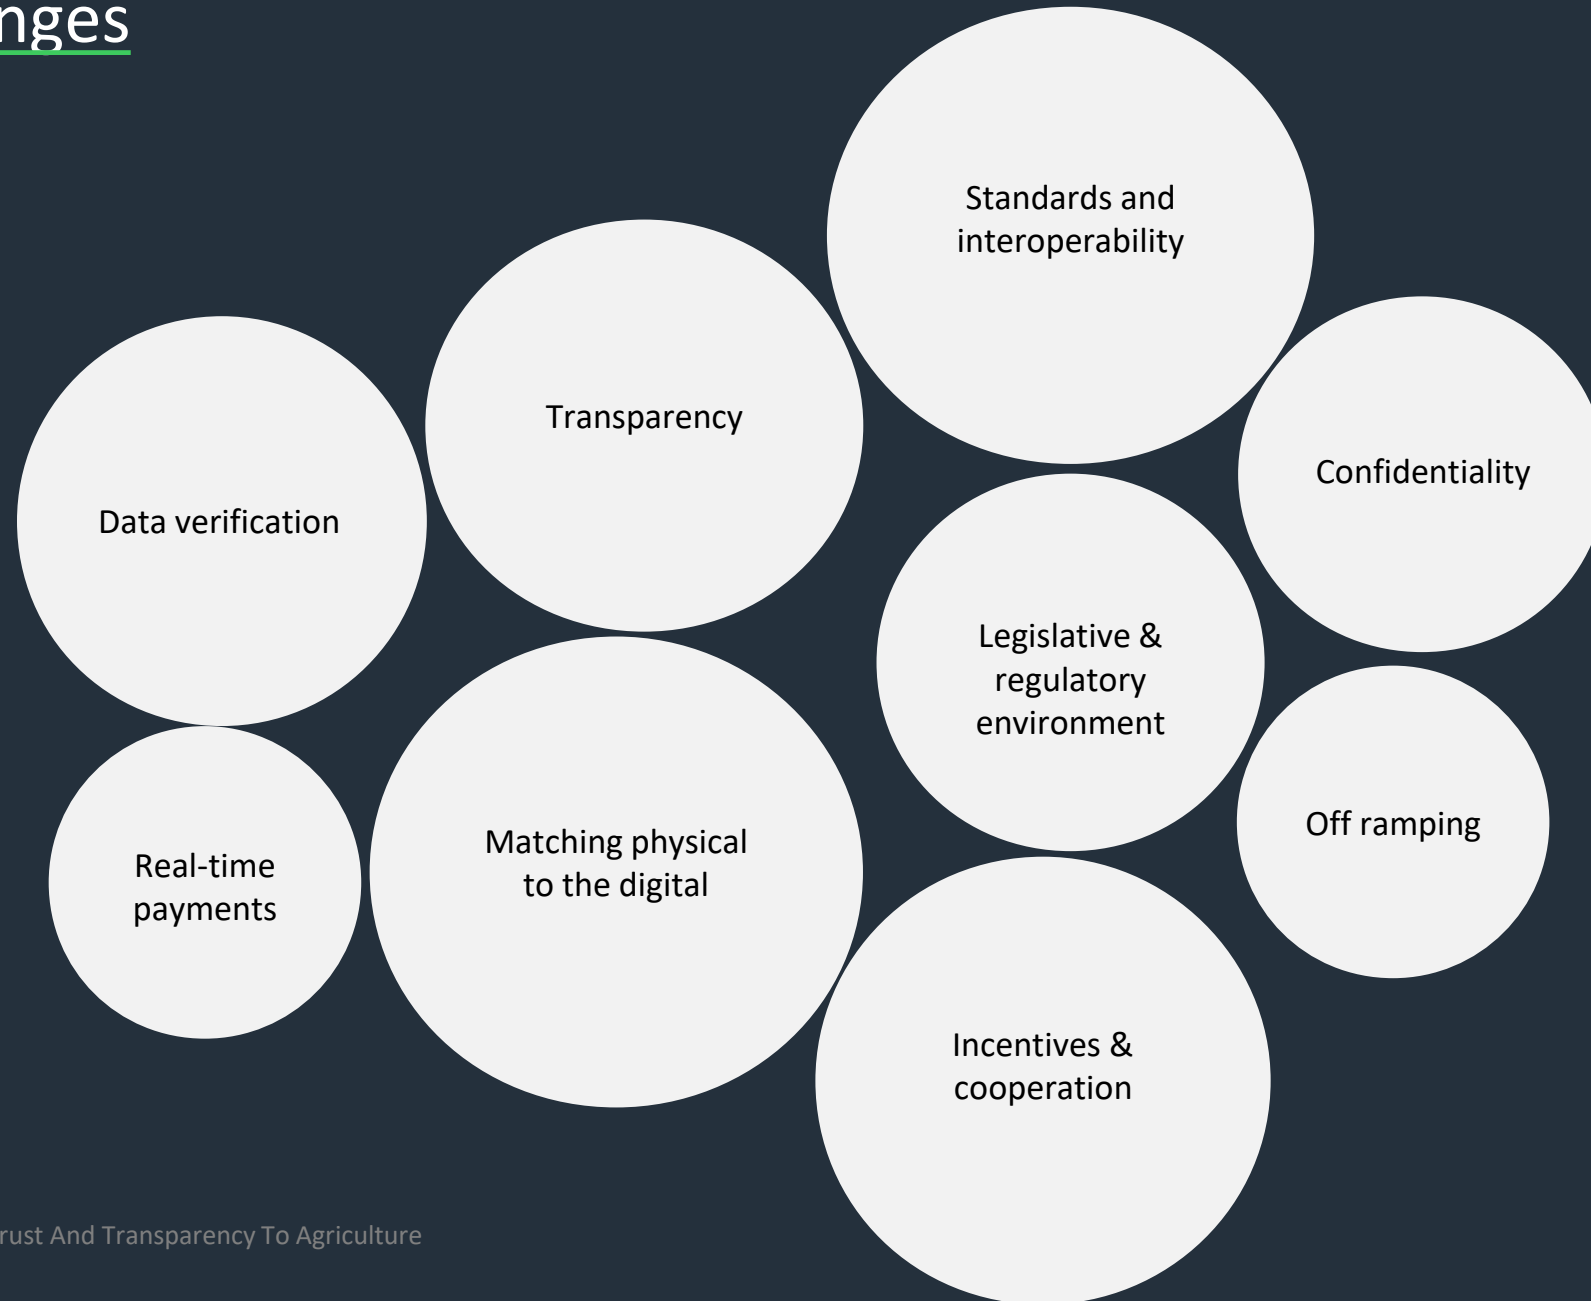 nges
Standards and
interoperability
Transparency
Confidentiality
Data verification
Legislative &
regulatory
environment
Off ramping
Matching physical
to the digital
Real-time
payments
Incentives &
cooperation
rust And Transparency To Agriculture